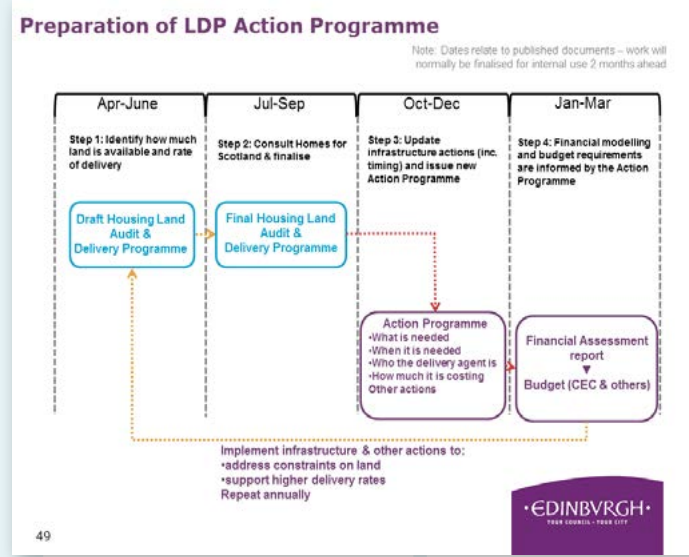 Preparation of LDP Action Programme
Note: Dates relate to published documents – work will
normally be finalised for internal use 2 months ahead
Apr-June
Jul-Sep
Oct-Dec
Jan-Mar
Step 1: Identify how much
land is available and rate
of delivery
Step 2: Consult Homes for
Scotland & finalise
Step 3: Update
infrastructure actions (inc.
timing) and issue new
Action Programme
Step 4: Financial modelling
and budget requirements
are informed by the Action
Programme
Draft Housing Land
Audit &
Delivery Programme
Final Housing Land
Audit &
Delivery Programme
Action Programme
•What is needed
•When it is needed
•Who the delivery agent is
•How much it is costing
Other actions
Financial Assessment
report
▼
Budget (CEC & others)
Implement infrastructure & other actions to:
•address constraints on land
•support higher delivery rates
Repeat annually
·EDINBVRGH·
YOUR COUNCIL · YOUR CITY
49